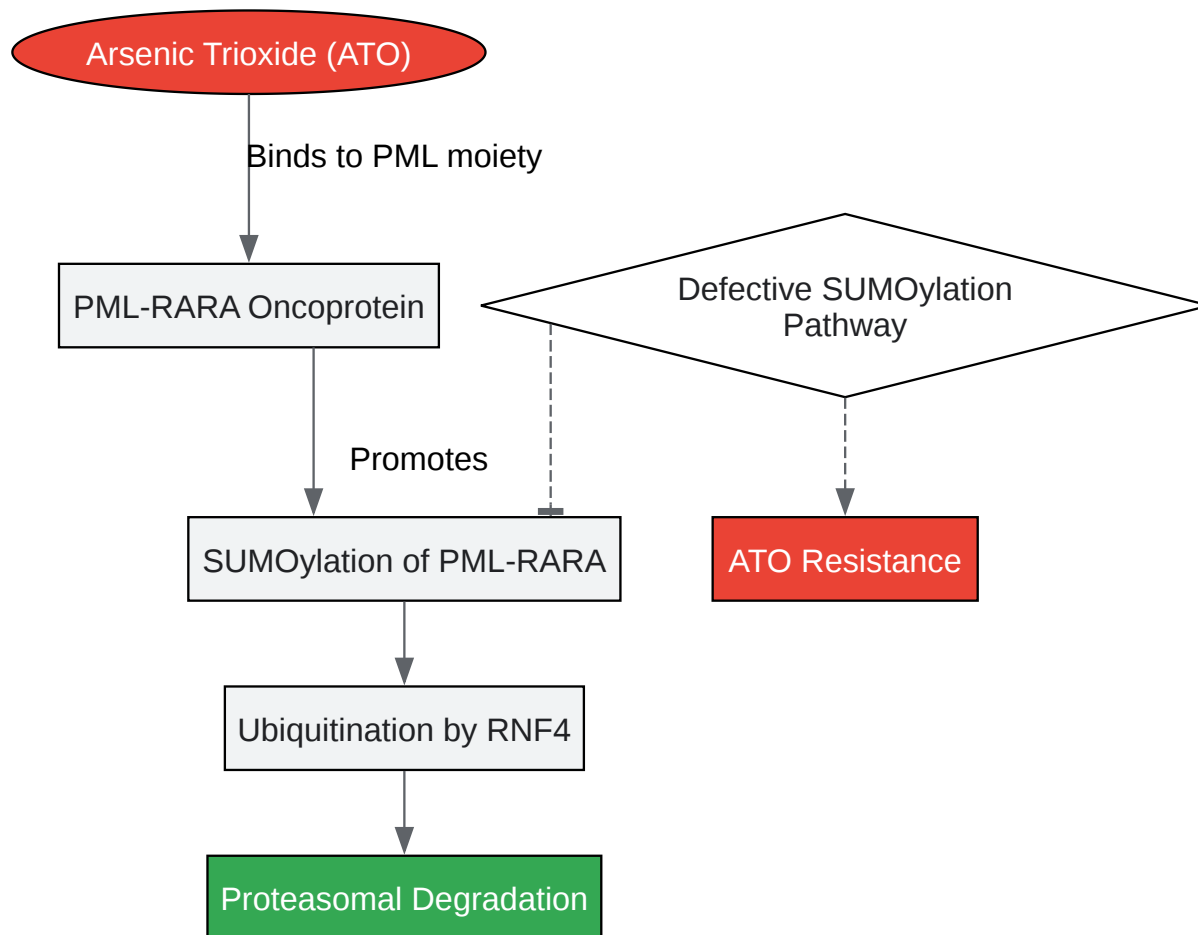 Arsenic Trioxide (ATO)
Binds to PML moiety
PML-RARA Oncoprotein
Defective SUMOylation
Pathway
Promotes
SUMOylation of PML-RARA
ATO Resistance
Ubiquitination by RNF4
Proteasomal Degradation